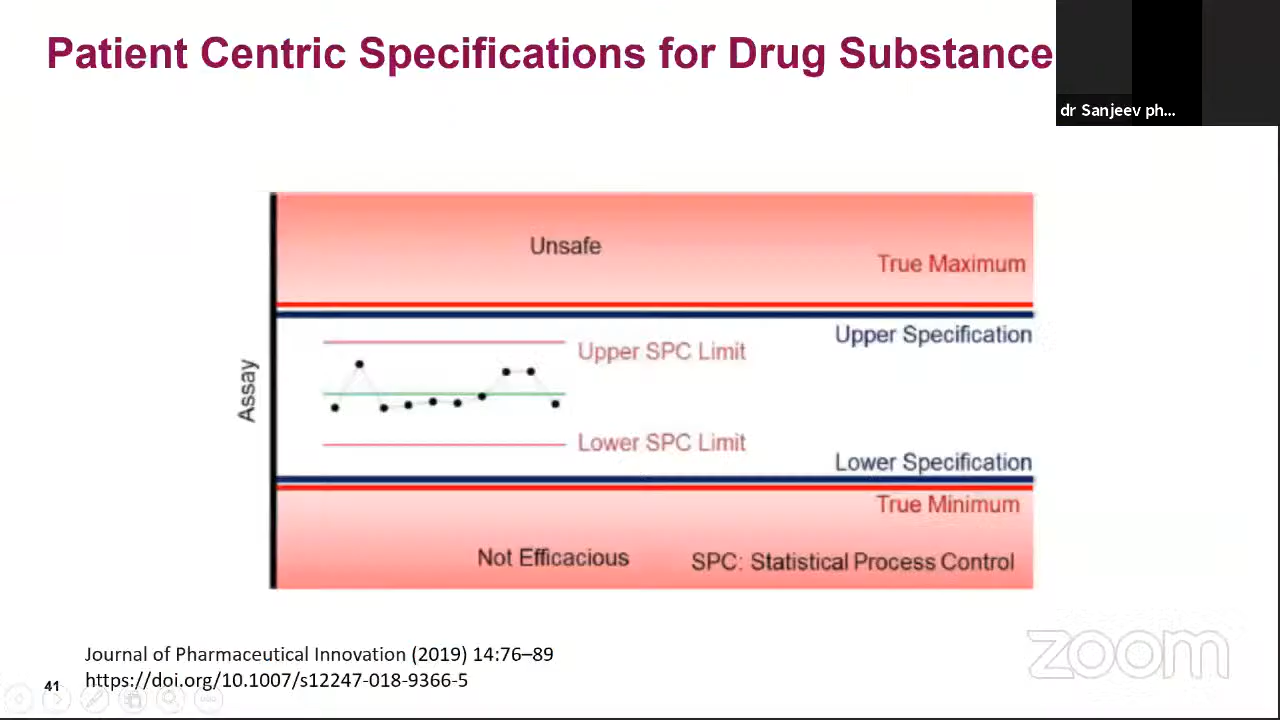 Patient Centric Specifications for Drug Substance
dr Sanjeev ph...
Unsafe
True Maximum
Upper Specification
Upper SPC Limit
Assay
Lower SPC Limit
Lower Specification
True Minimum
Not Efficacious
SPC: Statistical Process Control
Journal of Pharmaceutical Innovation (2019) 14:76–89
https://doi.org/10.1007/s12247-018-9366-5
41
zoom